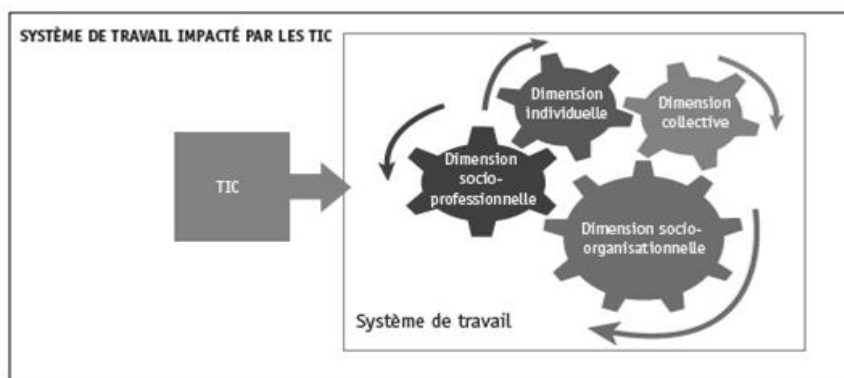 SYSTÈME DE TRAVAIL IMPACTÉ PAR LES TIC
TIC
Dimension
individuelle
Dimension
collective
Dimension
socio-
professionnelle
Dimension socio-
organisationnelle
Système de travail